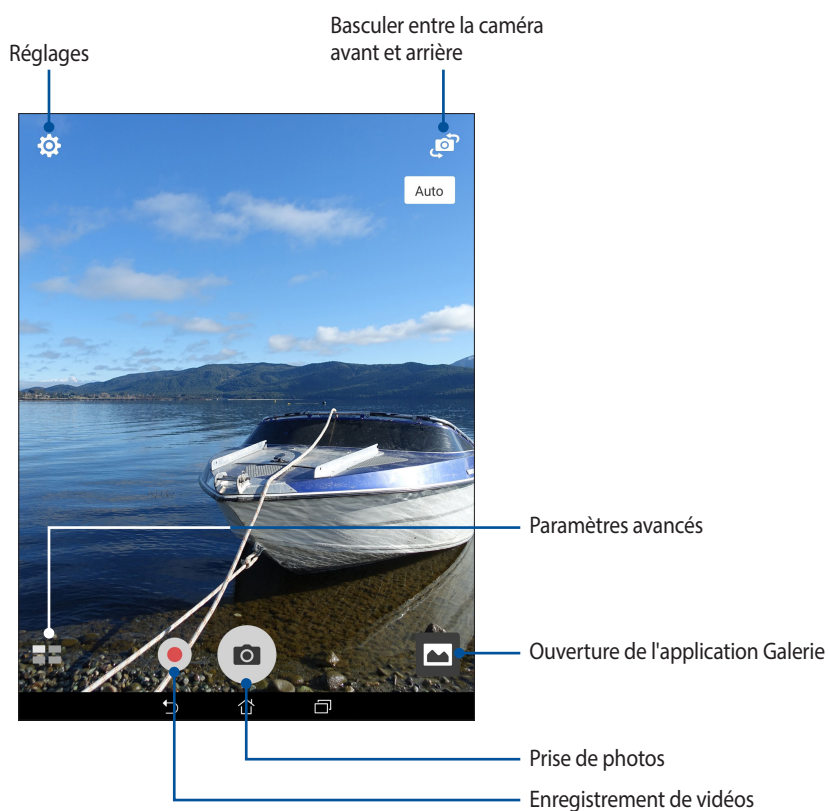 Basculer entre la caméra
avant et arrière
Réglages
Auto
Paramètres avancés
Ouverture de l'application Galerie
Prise de photos
Enregistrement de vidéos